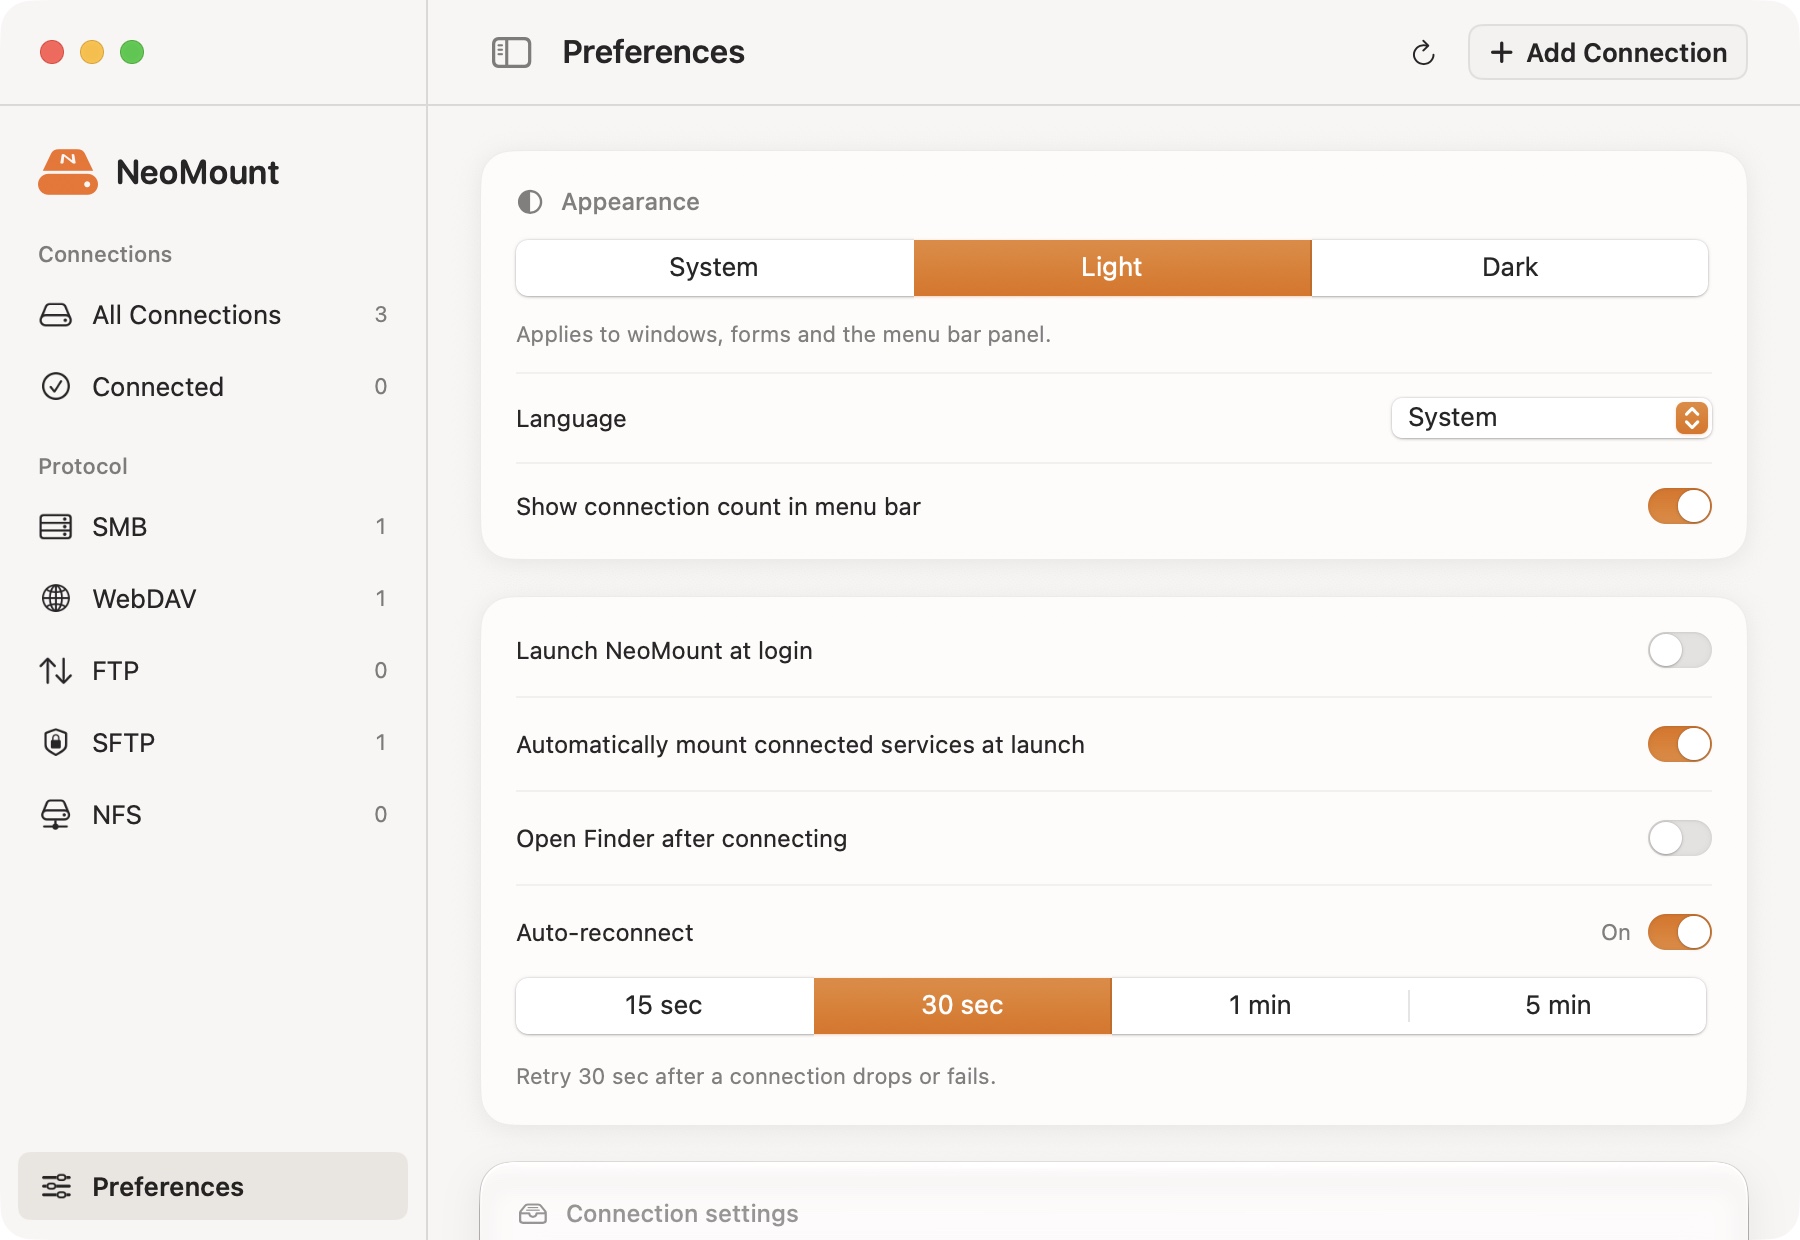 Preferences
Add Connection
NeoMount
Connections
All Connections 3
Connected 0
Protocol
SMB 1
WebDAV 1
FTP 0
SFTP 1
NFS 0
Preferences
Appearance
System Light Dark
Applies to windows, forms and the menu bar panel.
Language System
Show connection count in menu bar
Launch NeoMount at login
Automatically mount connected services at launch
Open Finder after connecting
Auto-reconnect On
15 sec 30 sec 1 min 5 min
Retry 30 sec after a connection drops or fails.
Connection settings